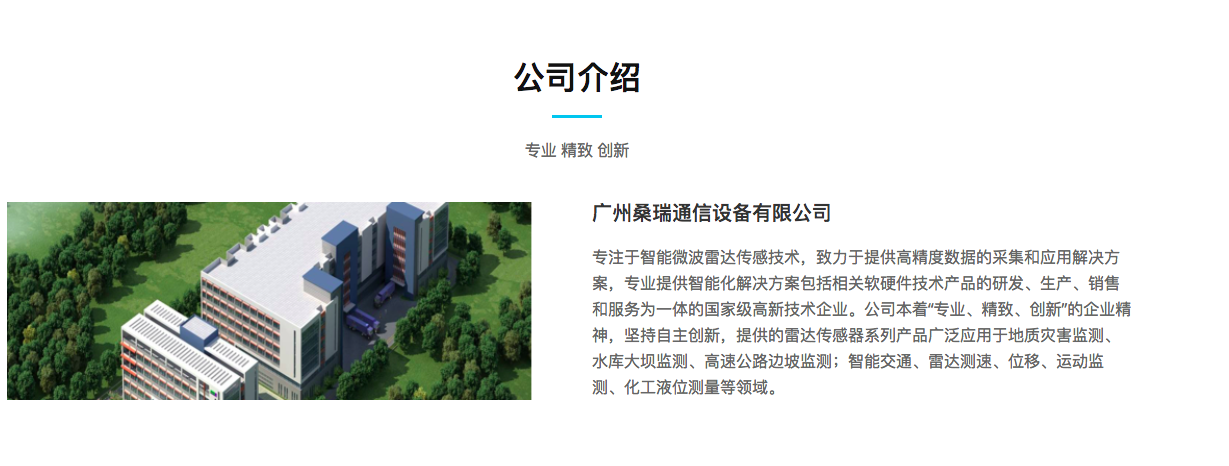 公司介绍
专业 精致 创新
广州桑瑞通信设备有限公司
专注于智能微波雷达传感技术，致力于提供高精度数据的采集和应用解决方
案，专业提供智能化解决方案包括相关软硬件技术产品的研发、生产、销售
和服务为一体的国家级高新技术企业。公司本着“专业、精致、创新”的企业精
神，坚持自主创新，提供的雷达传感器系列产品广泛应用于地质灾害监测、
水库大坝监测、高速公路边坡监测；智能交通、雷达测速、位移、运动监
测、化工液位测量等领域。